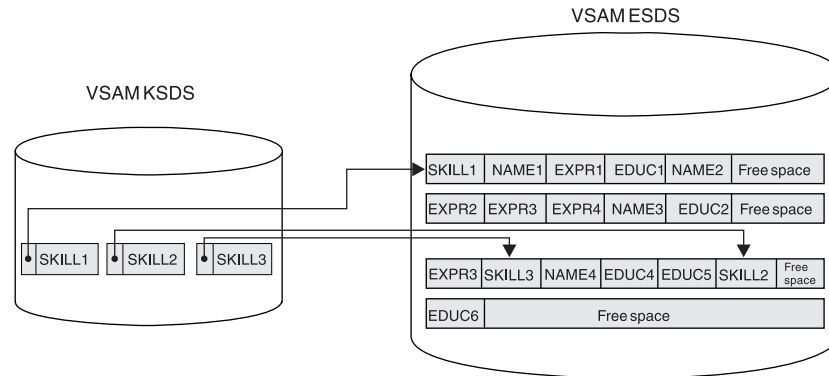 VSAM ESDS
VSAM KSDS
SKILL1 NAME1 EXPR1 EDUC1 NAME2 Free space
EXPR2 EXPR3 EXPR4 NAME3 EDUC2 Free space
SKILL1 SKILL2 SKILL3
EXPR3 SKILL3 NAME4 EDUC4 EDUC5 SKILL2 Free
space
EDUC6 Free space